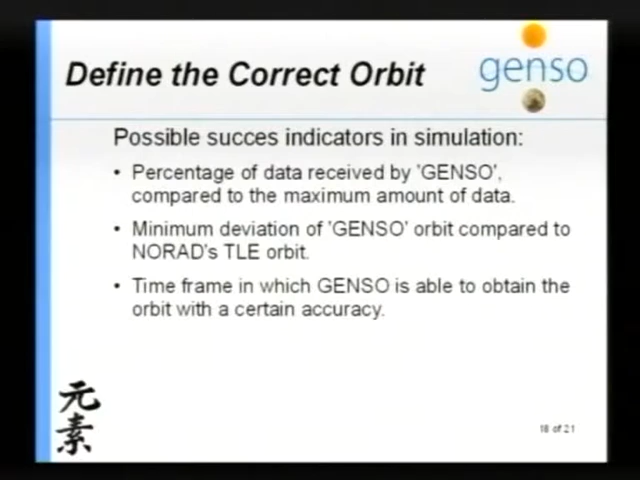 Define the Correct Orbit
genso
Possible succes indicators in simulation:
• Percentage of data received by 'GENSO',
compared to the maximum amount of data.
• Minimum deviation of 'GENSO' orbit compared to
NORAD's TLE orbit.
• Time frame in which GENSO is able to obtain the
orbit with a certain accuracy.
元
素
18 of 21